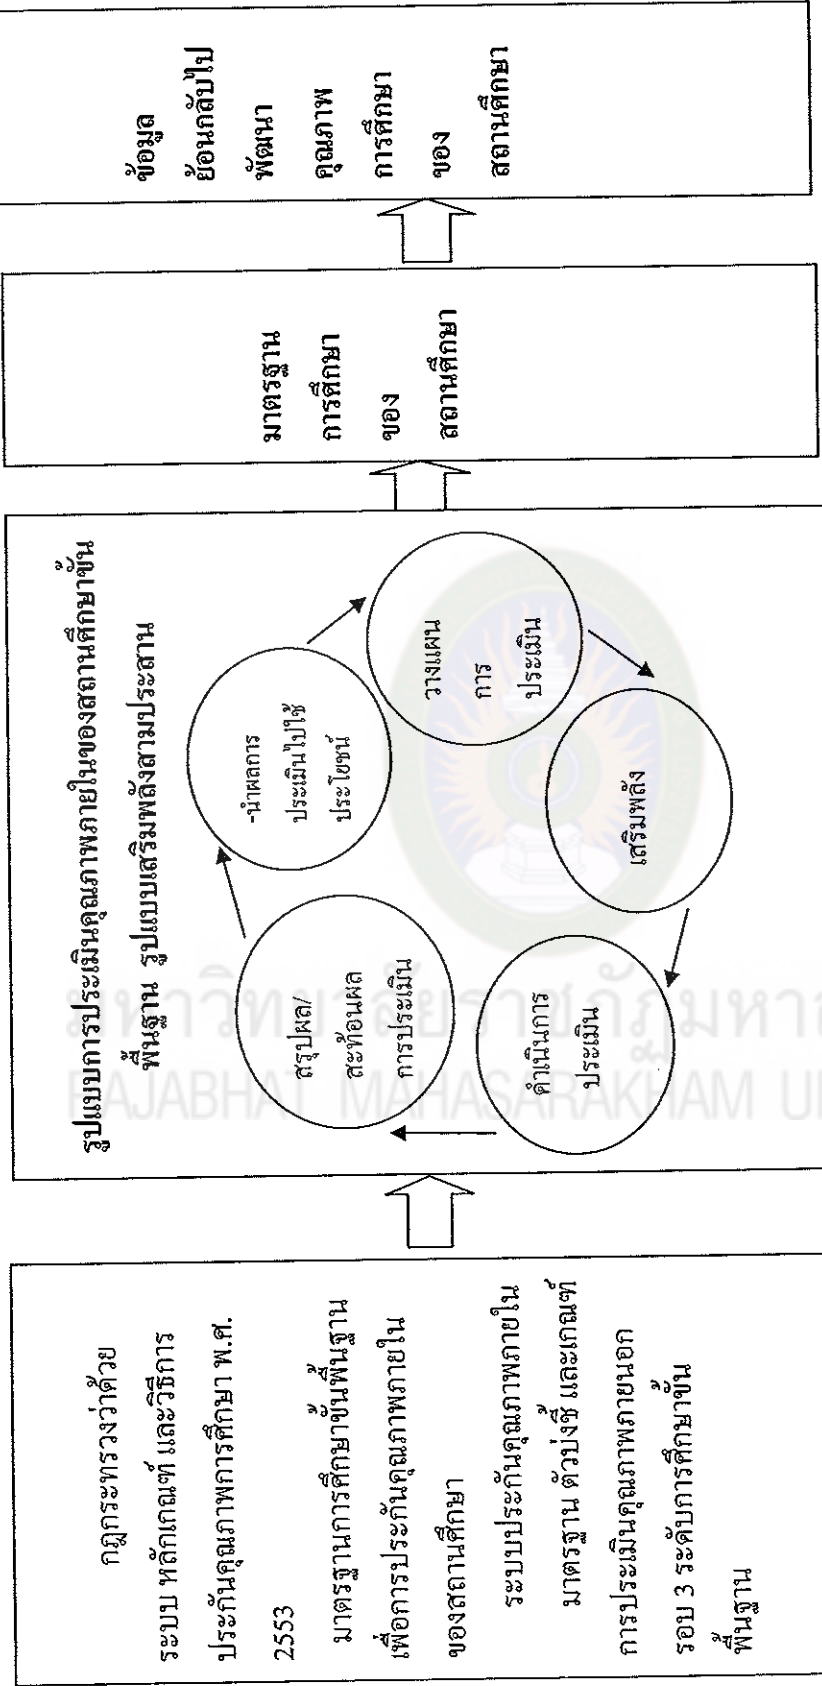 กฎกระทรวงว่าด้วย
ระบบ หลักเกณฑ์ และวิธีการ
ประกันคุณภาพการศึกษา พ.ศ.
2553
มาตรฐานการศึกษาขั้นพื้นฐาน
เพื่อการประกันคุณภาพภายใน
ของสถานศึกษา
ระบบประกันคุณภาพภายใน
มาตรฐาน ตัวบ่งชี้ และเกณฑ์
การประเมินคุณภาพภายนอก
รอบ 3 ระดับการศึกษาขั้น
พื้นฐาน
รูปแบบการประเมินคุณภาพภายในของสถานศึกษาขั้น
พื้นฐาน รูปแบบเสริมพลังสามประสาน
วางแผน
การ
ประเมิน
เสริมพลัง
ดำเนินการ
ประเมิน
สรุปผล/
สะท้อนผล
การประเมิน
-นำผลการ
ประเมินไปใช้
ประโยชน์
มาตรฐาน
การศึกษา
ของ
สถานศึกษา
ข้อมูล
ย้อนกลับไป
พัฒนา
คุณภาพ
การศึกษา
ของ
สถานศึกษา
มหาวิทยาลัยราชภัฏมหา
RAJABHAT MAHASARAKHAM